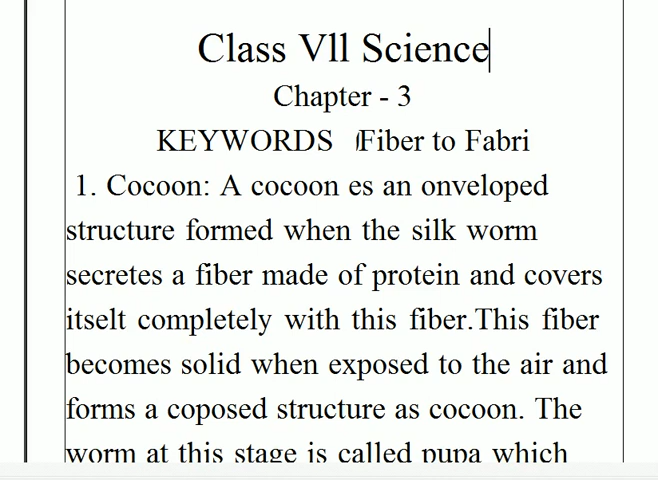 Class Vll Science
Chapter - 3
KEYWORDS Fiber to Fabri
1. Cocoon: A cocoon es an onveloped
structure formed when the silk worm
secretes a fiber made of protein and covers
itselt completely with this fiber.This fiber
becomes solid when exposed to the air and
forms a coposed structure as cocoon. The
worm at this stage is called pupa which